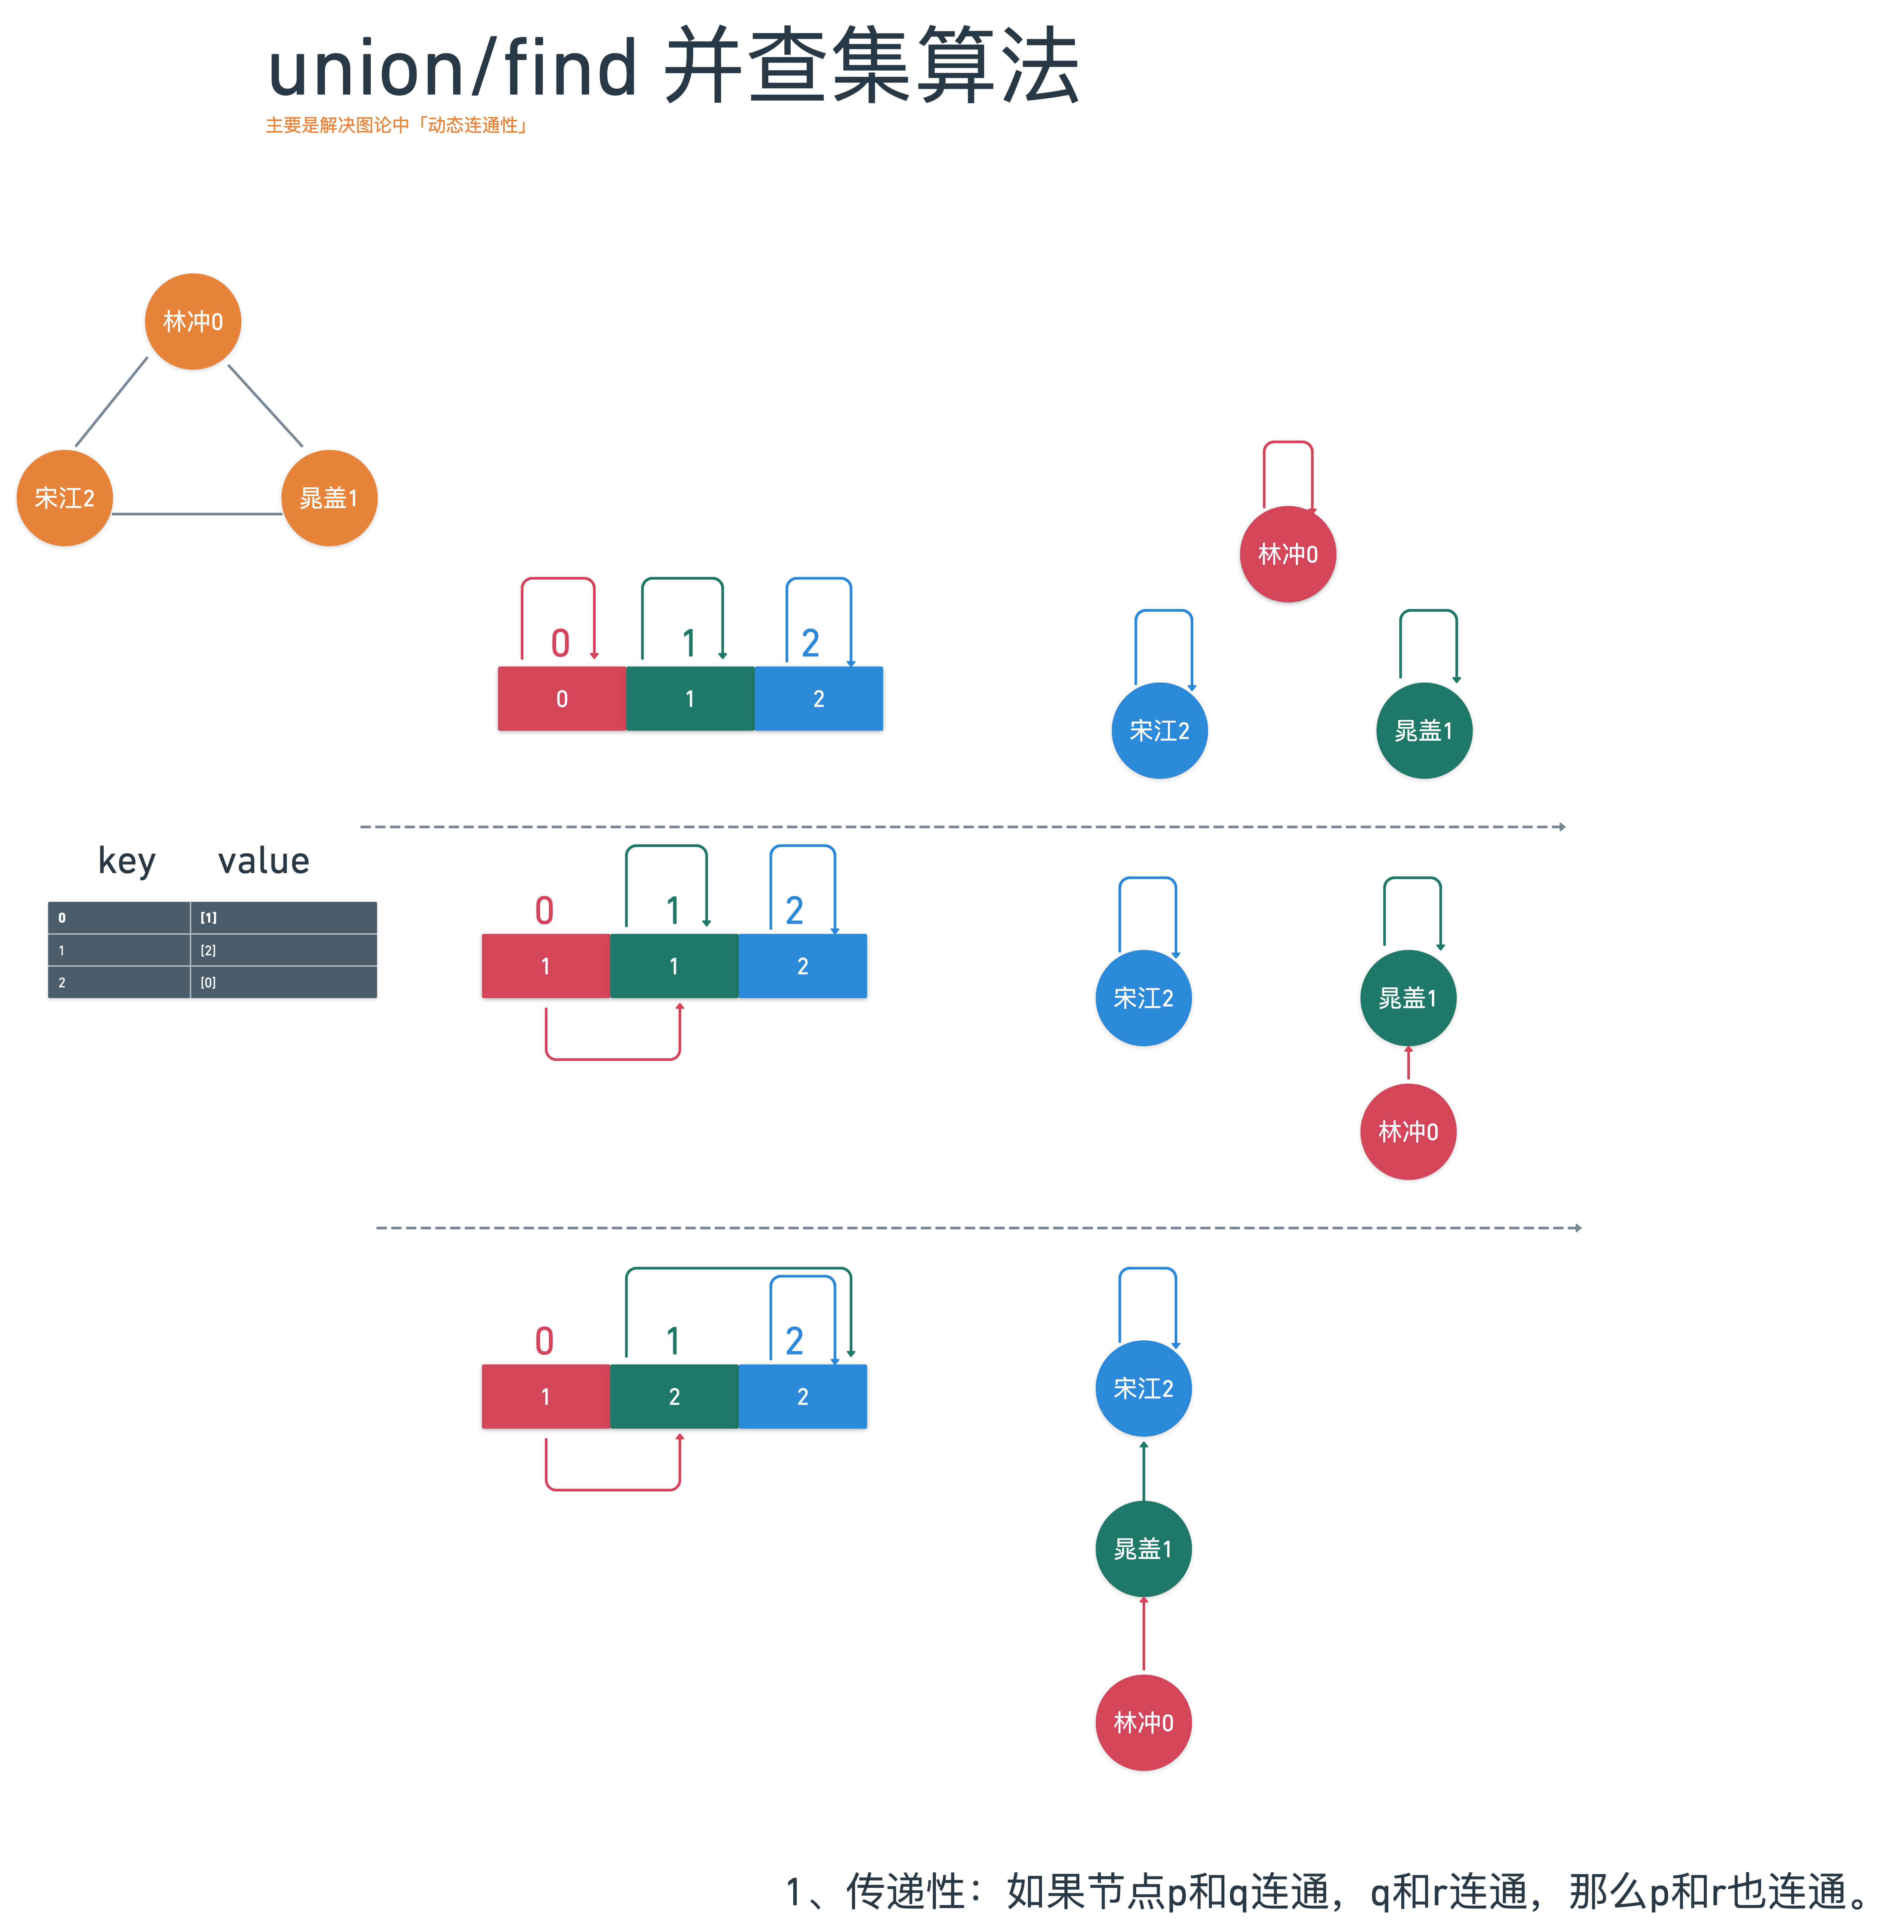 union/find 并查集算法
主要是解决图论中「动态连通性」
林冲0
宋江2
晁盖1
林冲0
0 1 2
0 1 2
宋江2
晁盖1
key value
0 [1]
1 [2]
2 [0]
0 1 2
1 1 2
宋江2
晁盖1
林冲0
0 1 2
1 2 2
宋江2
晁盖1
林冲0
1、传递性：如果节点p和q连通，q和r连通，那么p和r也连通。